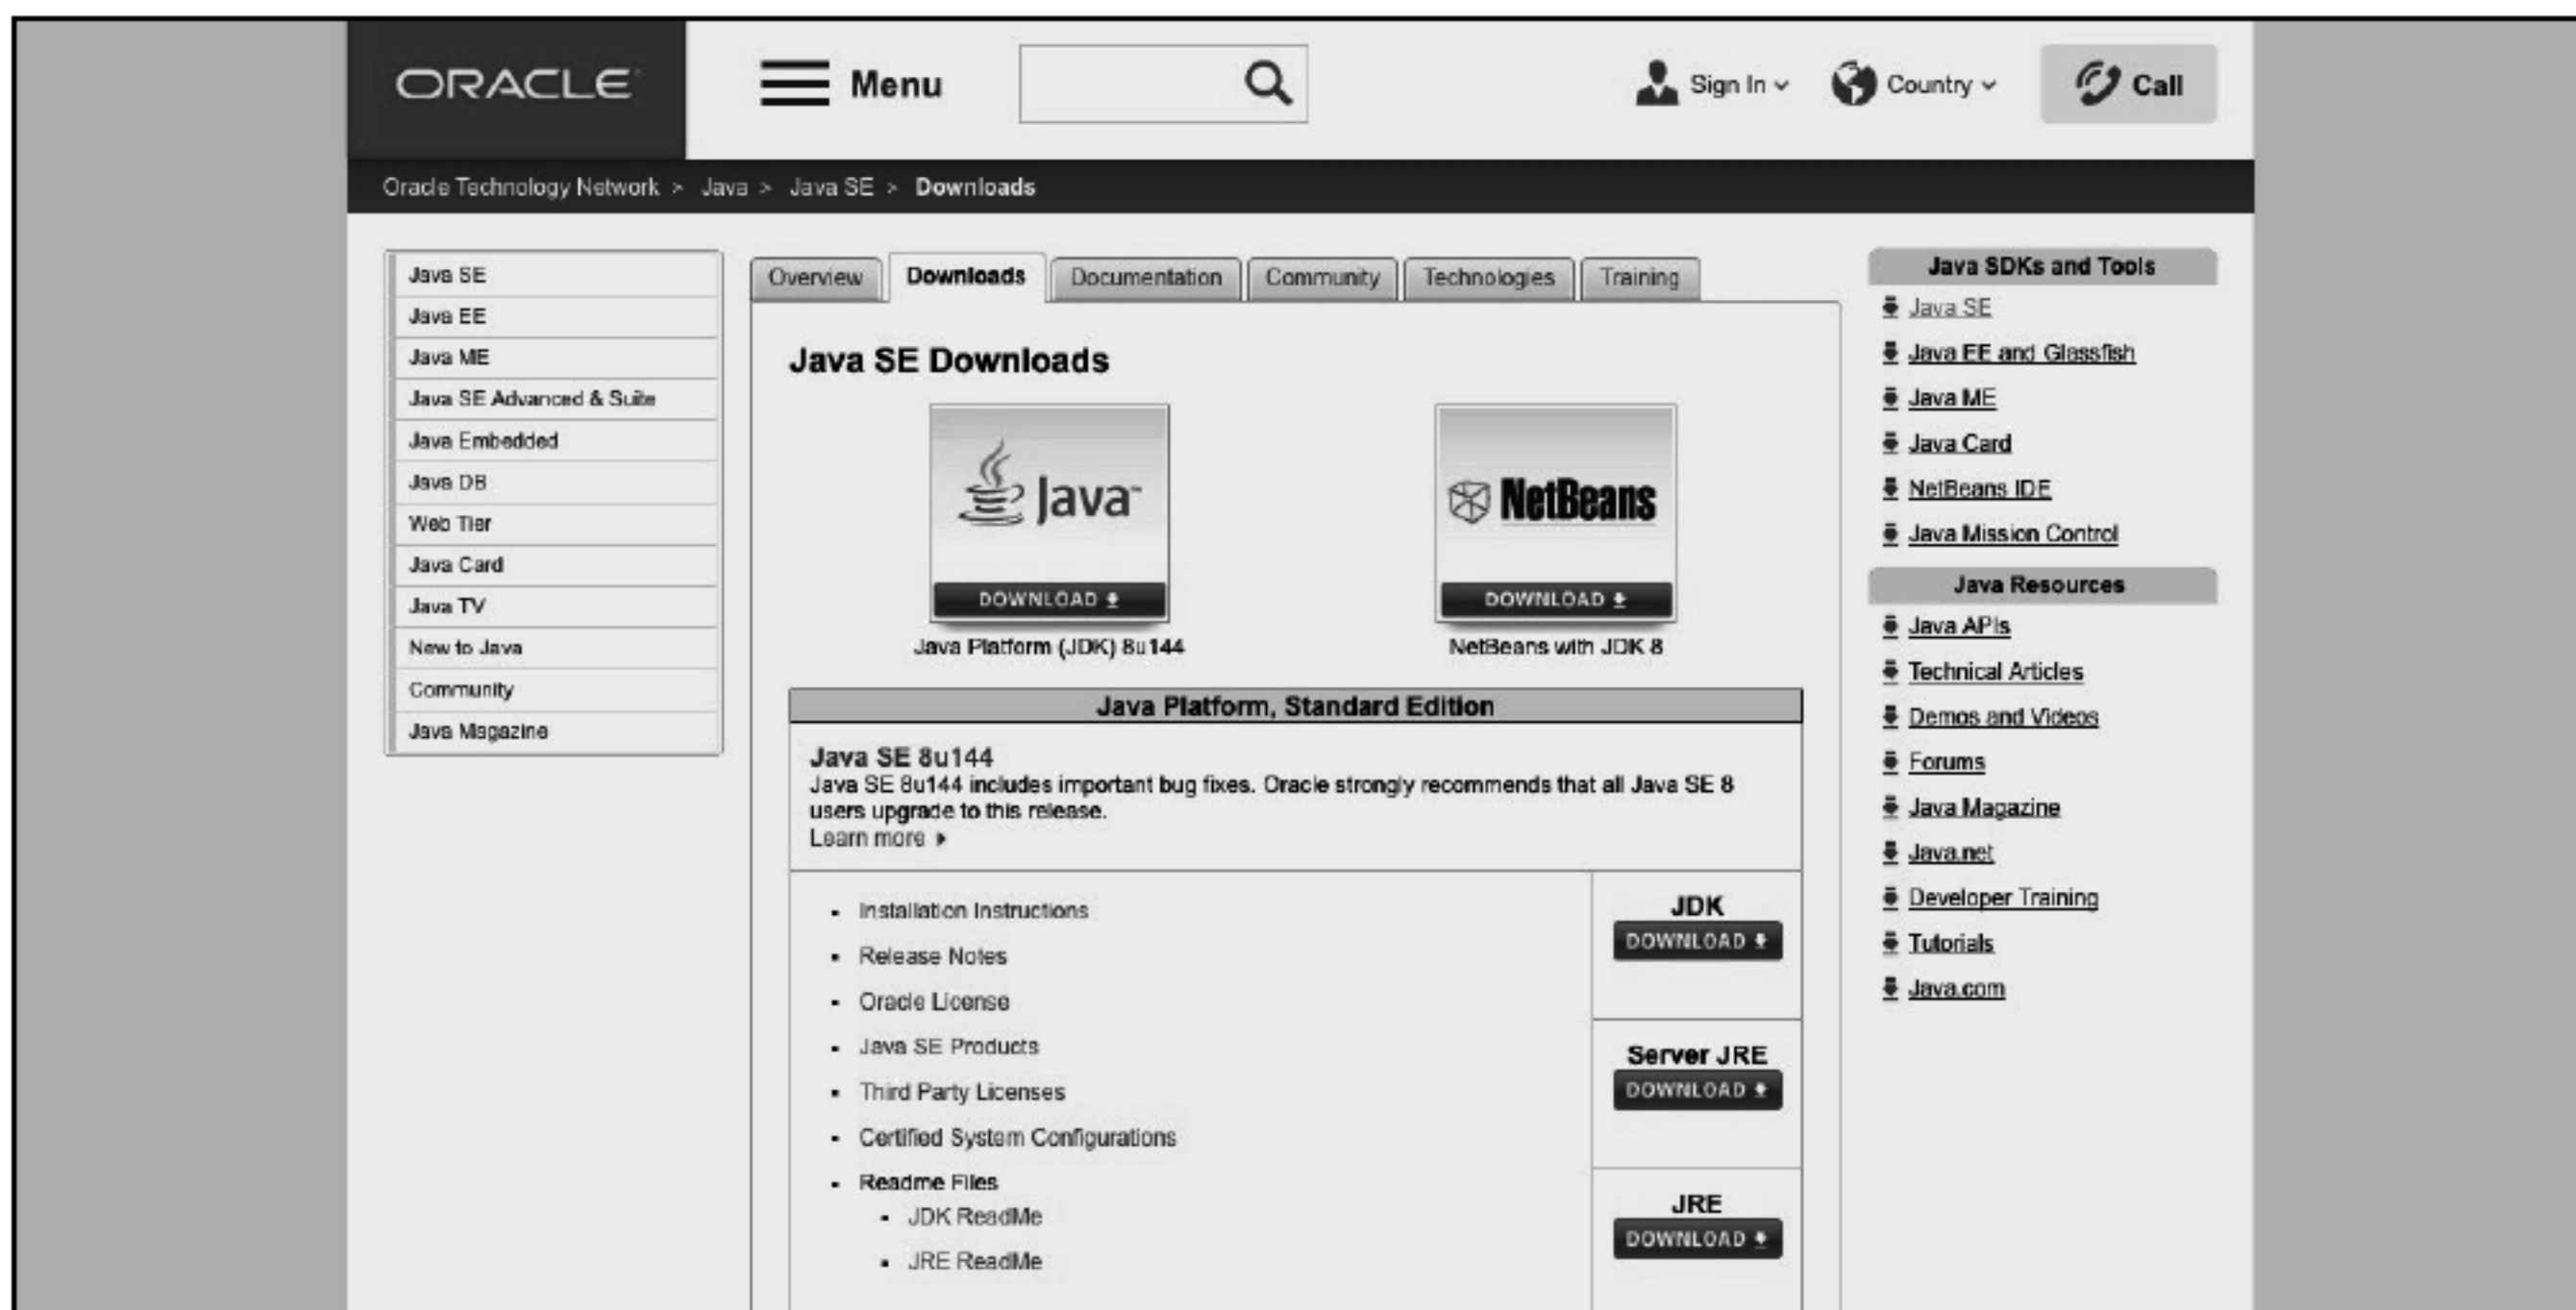 ORACLE
Menu
Sign In
Country
Call
Oracle Technology Network > Java > Java SE > Downloads
Java SE
Java EE
Java ME
Java SE Advanced & Suite
Java Embedded
Java DB
Web Tier
Java Card
Java TV
New to Java
Community
Java Magazine
Overview
Downloads
Documentation
Community
Technologies
Training
Java SE Downloads
Java™
DOWNLOAD
Java Platform (JDK) 8u144
NetBeans
DOWNLOAD
NetBeans with JDK 8
Java Platform, Standard Edition
Java SE 8u144
Java SE 8u144 includes important bug fixes. Oracle strongly recommends that all Java SE 8
users upgrade to this release.
Learn more
Installation Instructions
Release Notes
Oracle License
Java SE Products
Third Party Licenses
Certified System Configurations
Readme Files
JDK ReadMe
JRE ReadMe
JDK
DOWNLOAD
Server JRE
DOWNLOAD
JRE
DOWNLOAD
Java SDKs and Tools
Java SE
Java EE and Glassfish
Java ME
Java Card
NetBeans IDE
Java Mission Control
Java Resources
Java APIs
Technical Articles
Demos and Videos
Forums
Java Magazine
Java.net
Developer Training
Tutorials
Java.com